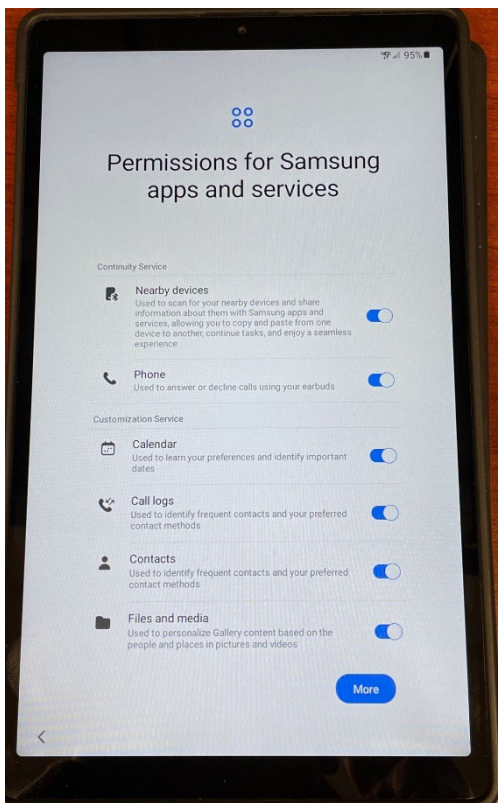 95%
Permissions for Samsung
apps and services
Continuity Service
Nearby devices
Used to scan for your nearby devices and share
information about them with Samsung apps and
services, allowing you to copy and paste from one
device to another, continue tasks, and enjoy a seamless
experience
Phone
Used to answer or decline calls using your earbuds
Customization Service
Calendar
Used to learn your preferences and identify important
dates
Call logs
Used to identify frequent contacts and your preferred
contact methods
Contacts
Used to identify frequent contacts and your preferred
contact methods
Files and media
Used to personalize Gallery content based on the
people and places in pictures and videos
More